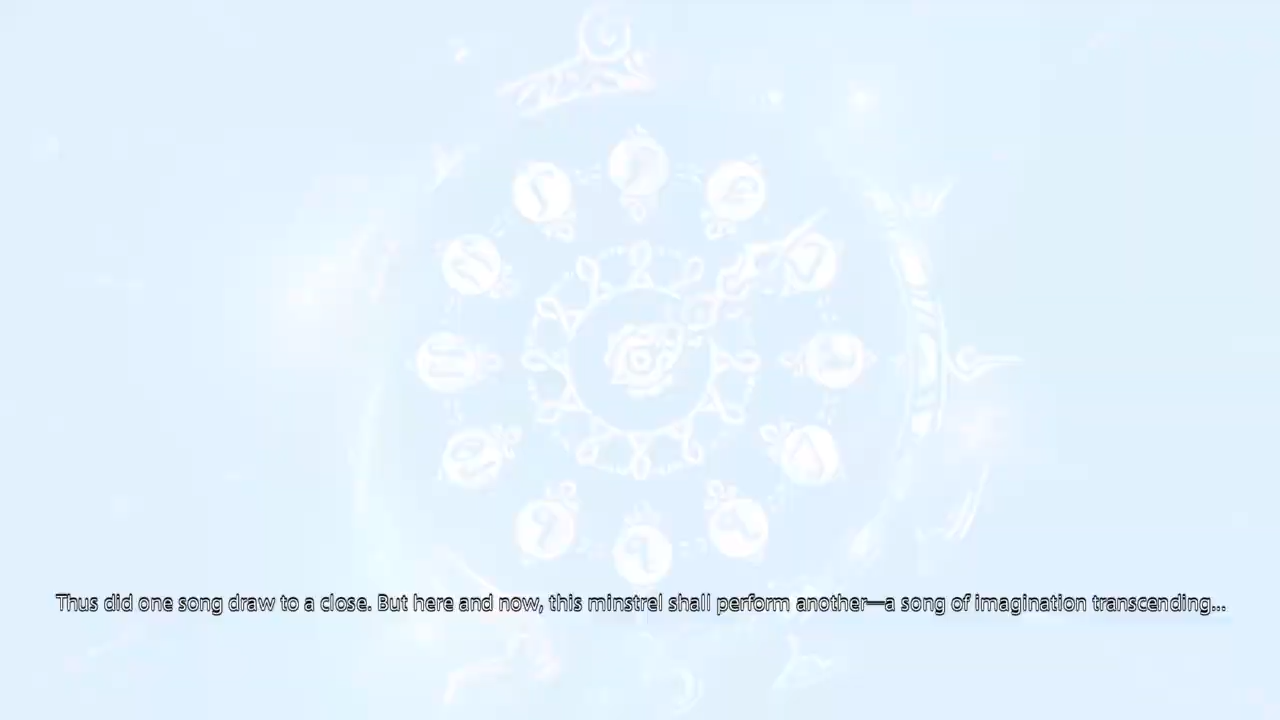 Thus did one song draw to a close. But here and now, this minstrel shall perform another—a song of imagination transcending...